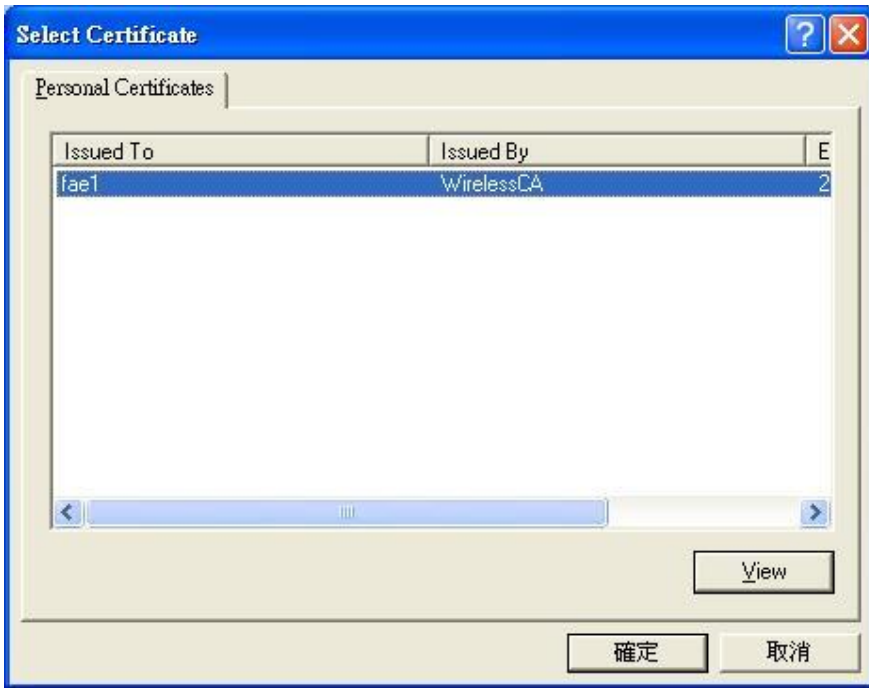 Select Certificate
Personal Certificates
Issued To Issued By E
fae1 WirelessCA 2
View
確定 取消